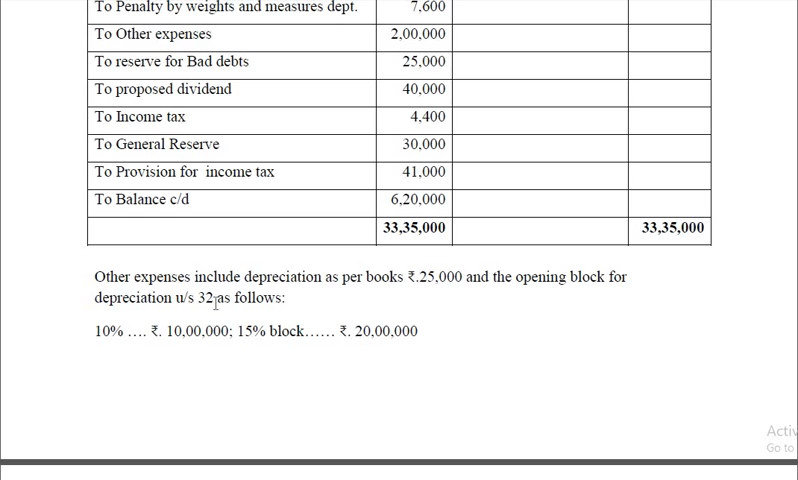 To Penalty by weights and measures dept. 7,600
To Other expenses 2,00,000
To reserve for Bad debts 25,000
To proposed dividend 40,000
To Income tax 4,400
To General Reserve 30,000
To Provision for income tax 41,000
To Balance c/d 6,20,000
33,35,000 33,35,000
Other expenses include depreciation as per books ₹.25,000 and the opening block for
depreciation u/s 32 as follows:
10% .... ₹. 10,00,000; 15% block...... ₹. 20,00,000
Activ
Go to